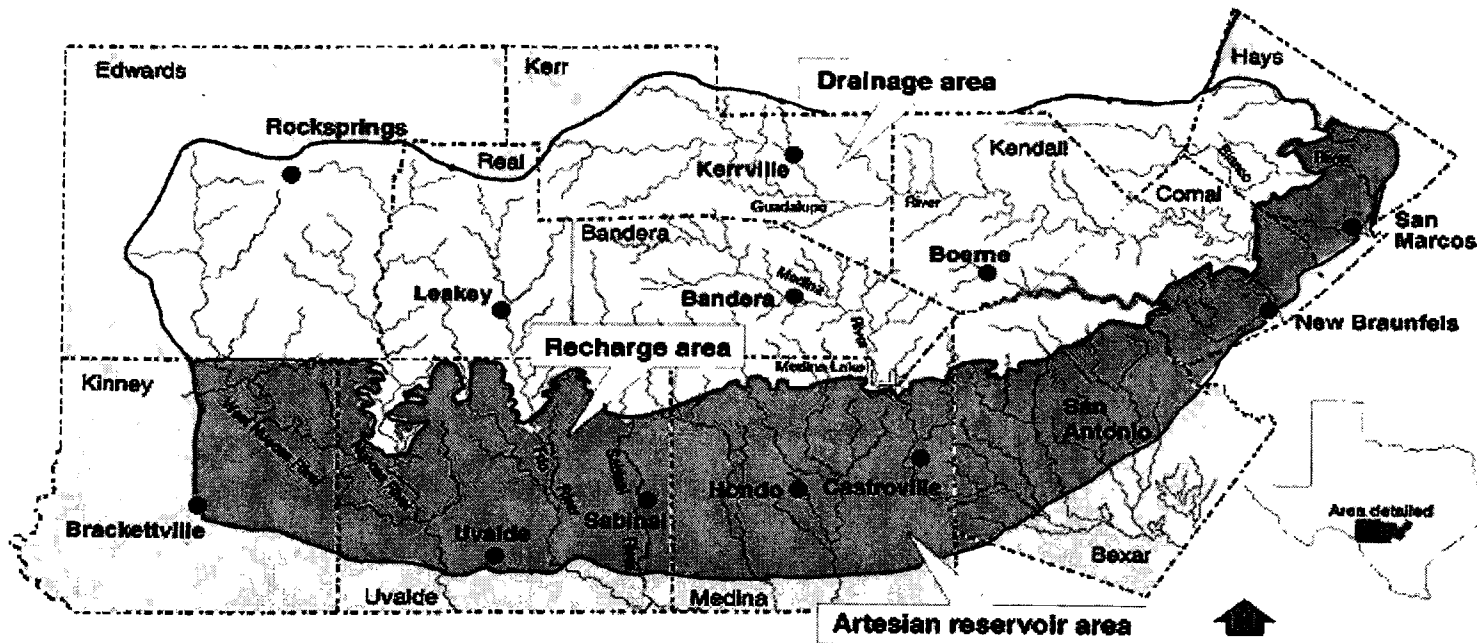 Edwards
Kerr
Hays
Drainage area
Rocksprings
Real
Kerrville
Kendall
Blanco
Comal
Guadalupe
River
San
Marcos
Bandera
Boerne
Medina
Leakey
Bandera
River
New Braunfels
Recharge area
Medina Lake
Kinney
San
Antonio
West Nueces River
Nueces River
Frio
River
Sabinal
River
Hondo
Castroville
Sabinal
Brackettville
Uvalde
Area detailed
Bexar
Uvalde
Medina
Artesian reservoir area